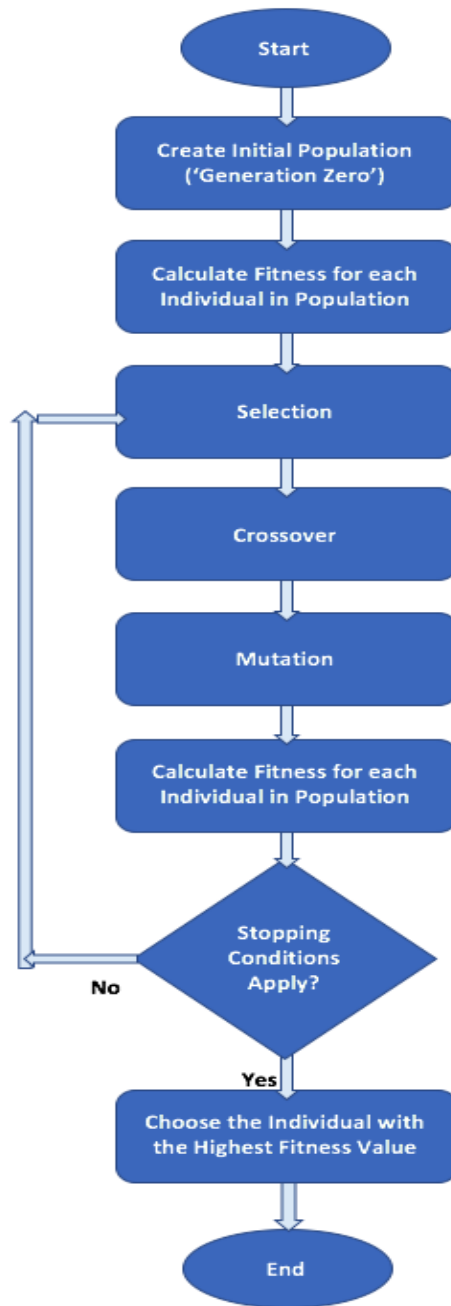 Start
Create Initial Population
(‘Generation Zero’)
Calculate Fitness for each
Individual in Population
Selection
Crossover
Mutation
Calculate Fitness for each
Individual in Population
Stopping
Conditions
Apply?
No
Yes
Choose the Individual with
the Highest Fitness Value
End